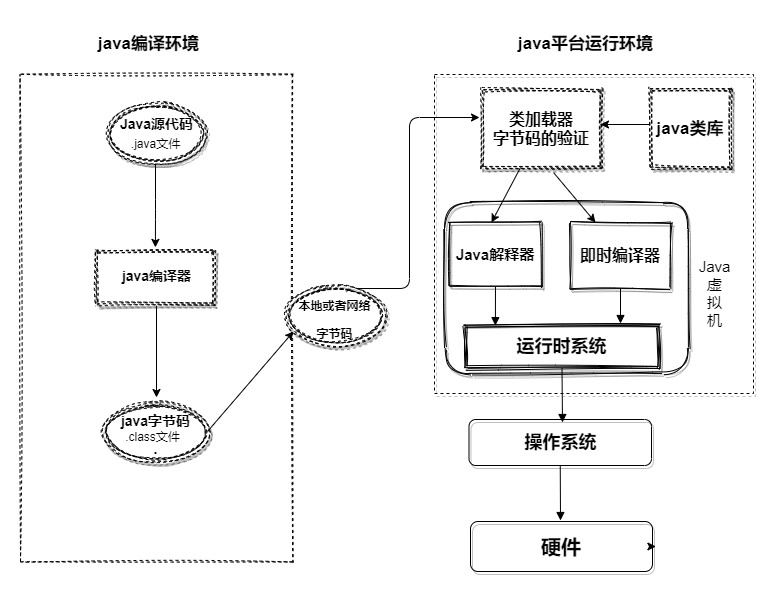 java编译环境
Java源代码
.java文件
java编译器
java字节码
.class文件
本地或者网络
字节码
java平台运行环境
类加载器
字节码的验证
java类库
Java解释器
即时编译器
运行时系统
Java
虚
拟
机
操作系统
硬件